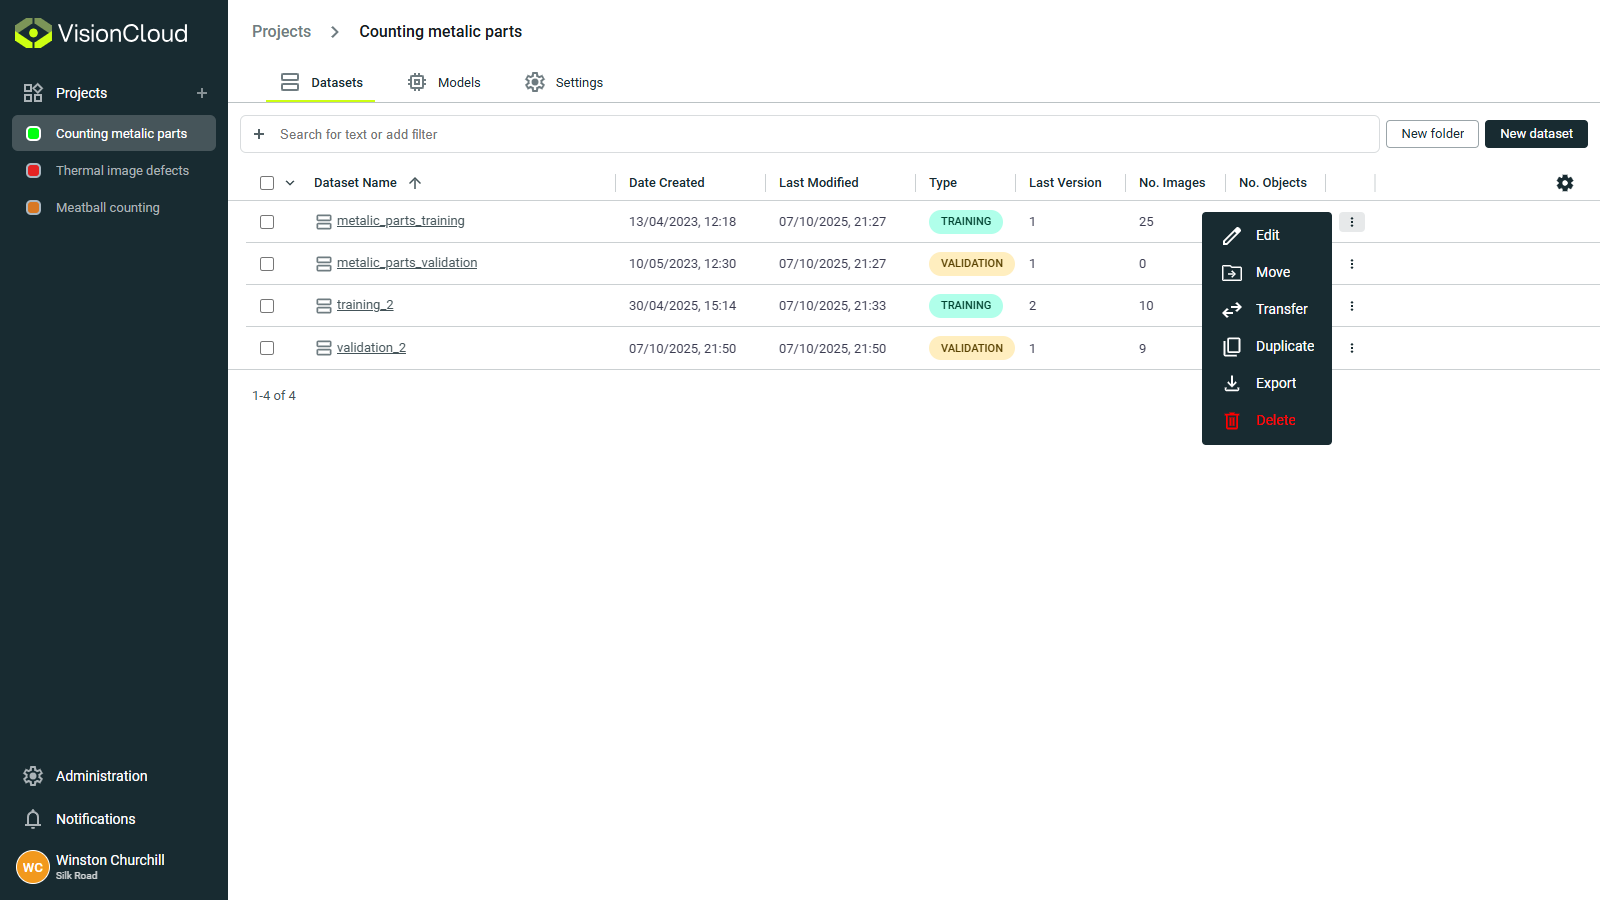 VisionCloud
Projects
Counting metalic parts
Thermal image defects
Meatball counting
Administration
Notifications
WC
Winston Churchill
Silk Road
Projects > Counting metalic parts
Datasets Models Settings
Search for text or add filter
New folder New dataset
Dataset Name Date Created Last Modified Type Last Version No. Images No. Objects
metalic_parts_training 13/04/2023, 12:18 07/10/2025, 21:27 TRAINING 1 25
metalic_parts_validation 10/05/2023, 12:30 07/10/2025, 21:27 VALIDATION 1 0
training_2 30/04/2025, 15:14 07/10/2025, 21:33 TRAINING 2 10
validation_2 07/10/2025, 21:50 07/10/2025, 21:50 VALIDATION 1 9
1-4 of 4
Edit
Move
Transfer
Duplicate
Export
Delete